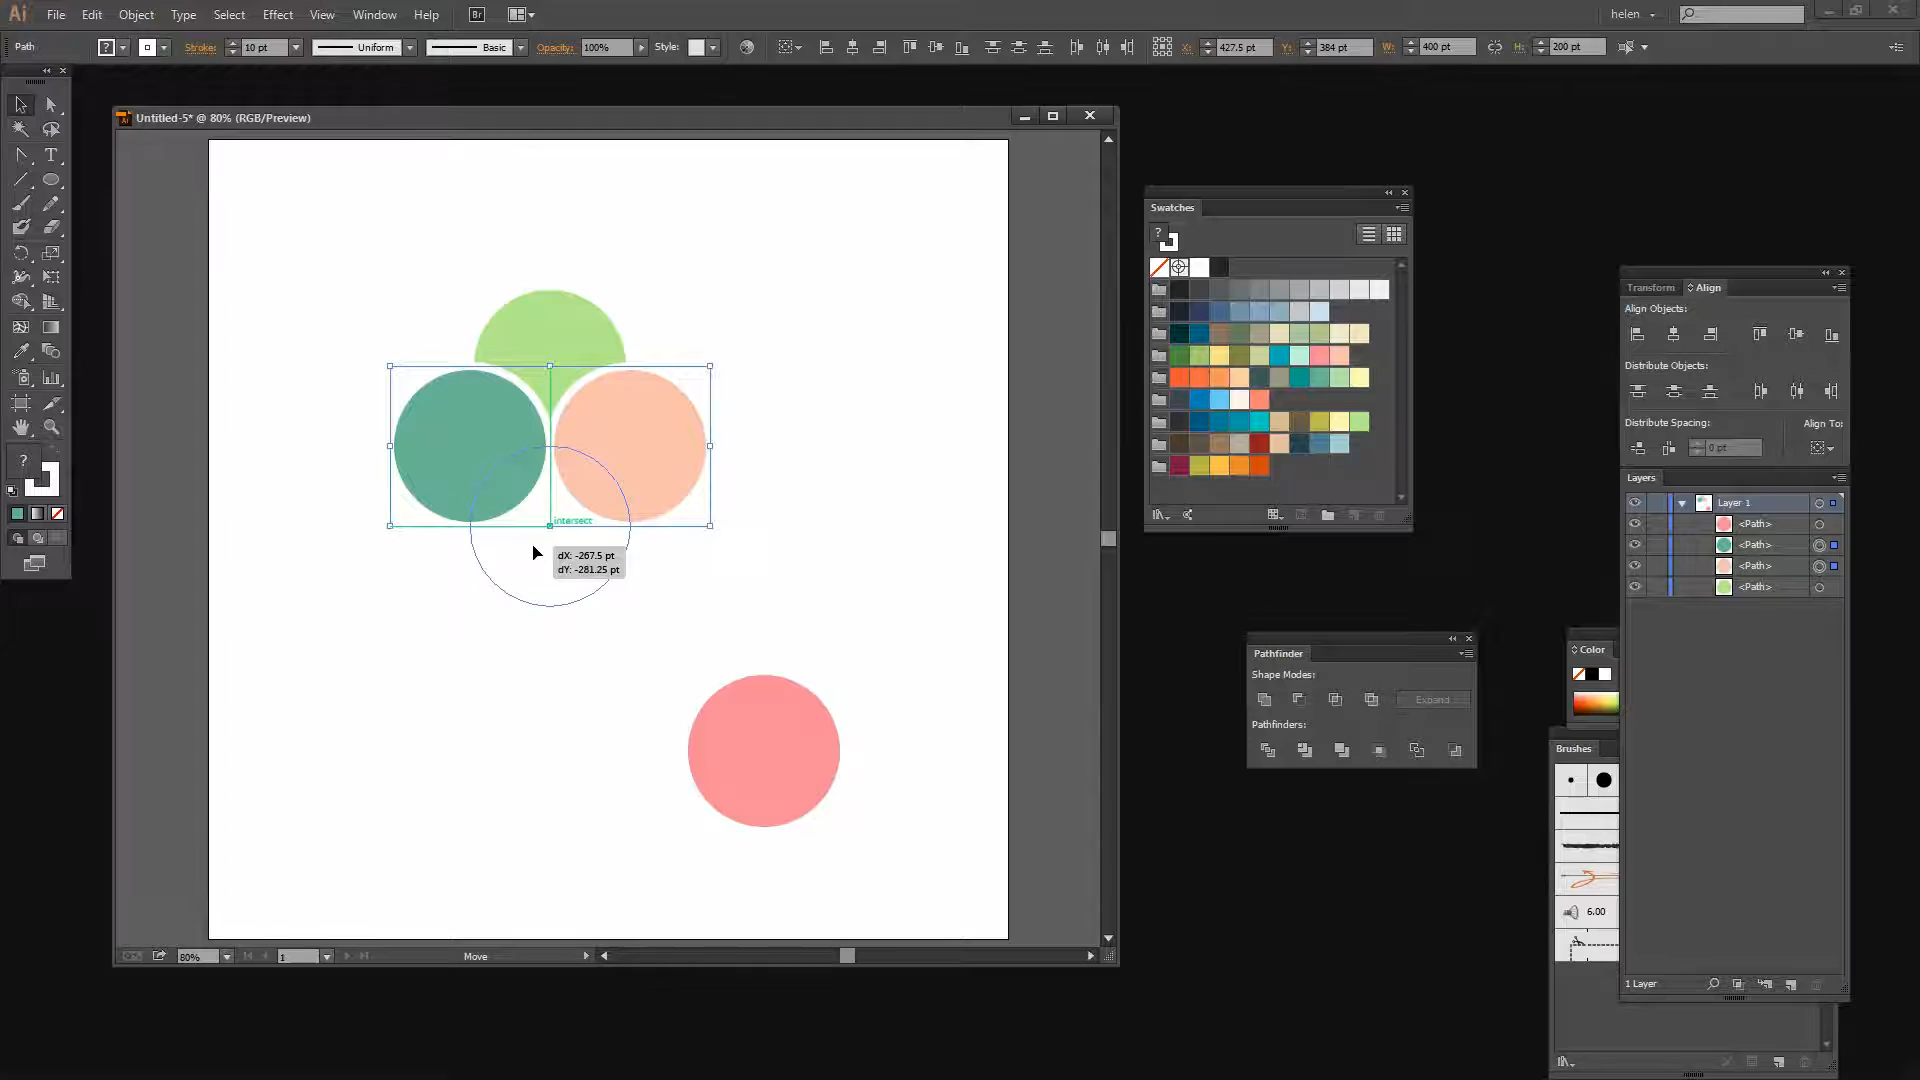 Ai File Edit Object Type Select Effect View Window Help Br helen
Path ? Stroke: 10 pt Uniform Basic Opacity: 100% Style: X: 427.5 pt Y: 384 pt W: 400 pt H: 200 pt
Untitled-5* @ 80% (RGB/Preview)
T
?
intersect
dX: -267.5 pt
dY: -281.25 pt
80% 1 Move
Swatches
?
Pathfinder
Shape Modes:
Expand
Pathfinders:
Transform Align
Align Objects:
Distribute Objects:
Distribute Spacing: Align To:
0 pt
Layers
Layer 1
<Path>
<Path>
<Path>
<Path>
1 Layer
Color
Brushes
6.00